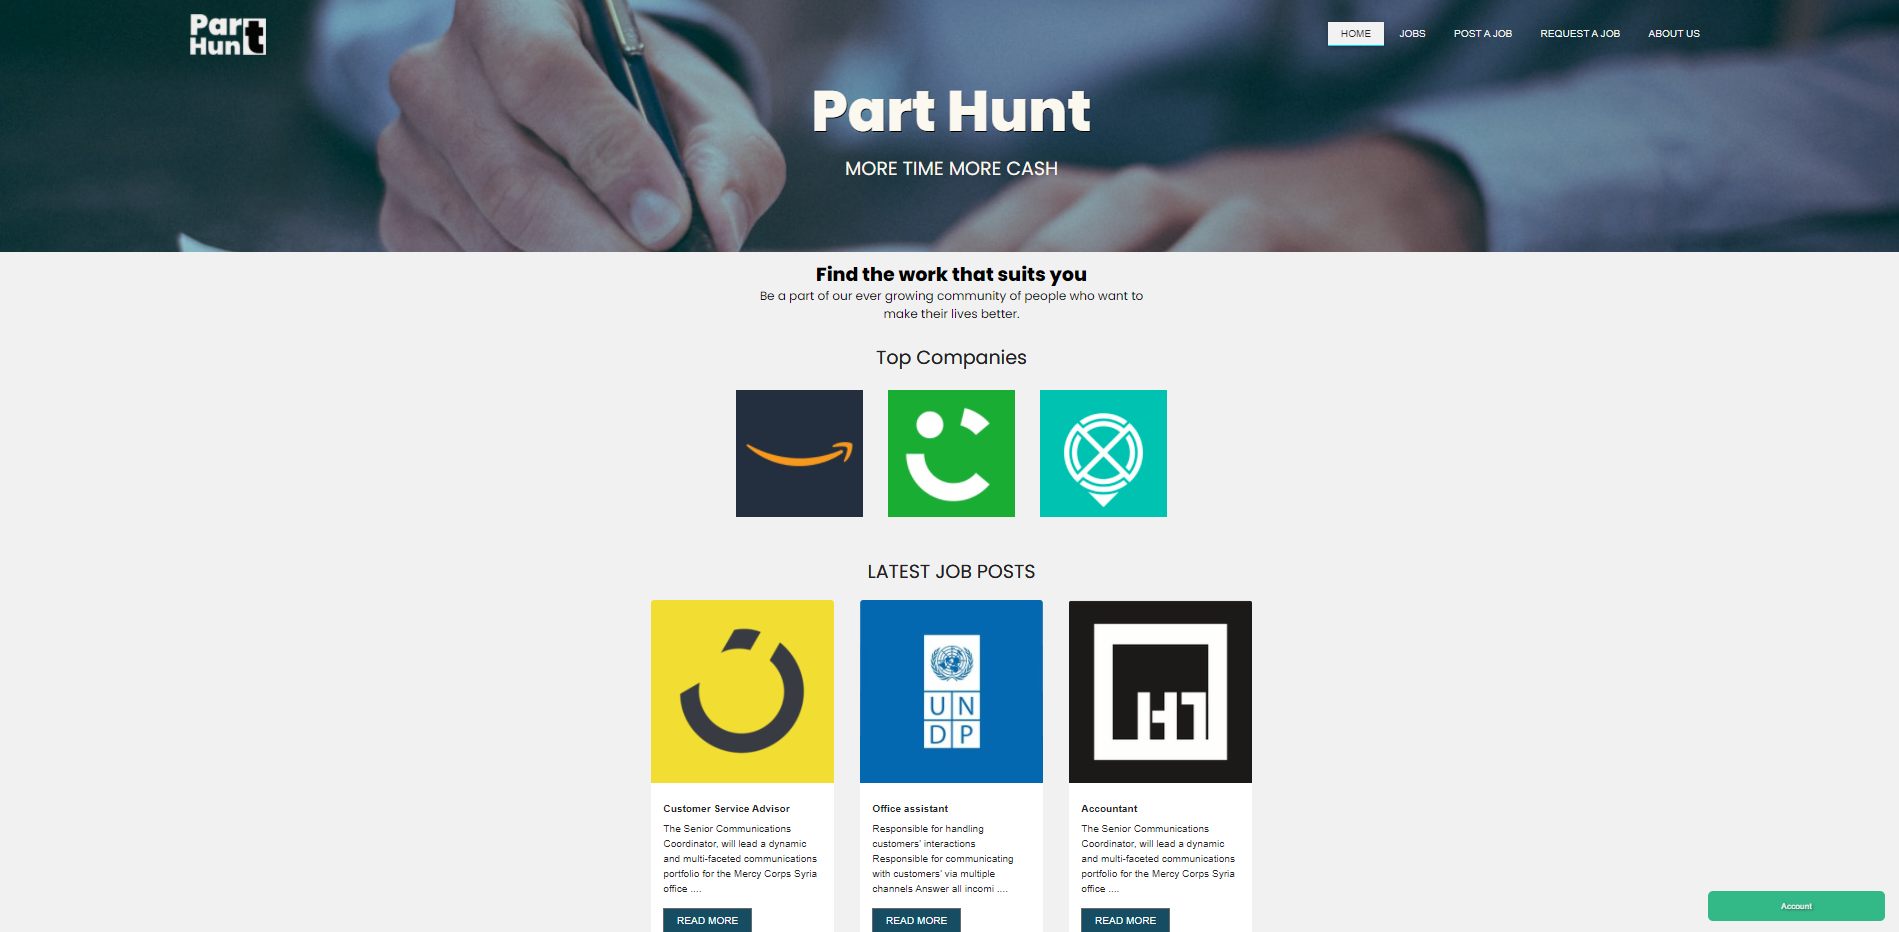 Part
Hunt
HOME
JOBS
POST A JOB
REQUEST A JOB
ABOUT US
Part Hunt
MORE TIME MORE CASH
Find the work that suits you
Be a part of our ever growing community of people who want to
make their lives better.
Top Companies
LATEST JOB POSTS
UN
DP
H1
Customer Service Advisor
The Senior Communications
Coordinator, will lead a dynamic
and multi-faceted communications
portfolio for the Mercy Corps Syria
office ....
READ MORE
Office assistant
Responsible for handling
customers' interactions
Responsible for communicating
with customers' via multiple
channels Answer all incomi ....
READ MORE
Accountant
The Senior Communications
Coordinator, will lead a dynamic
and multi-faceted communications
portfolio for the Mercy Corps Syria
office ....
READ MORE
Account